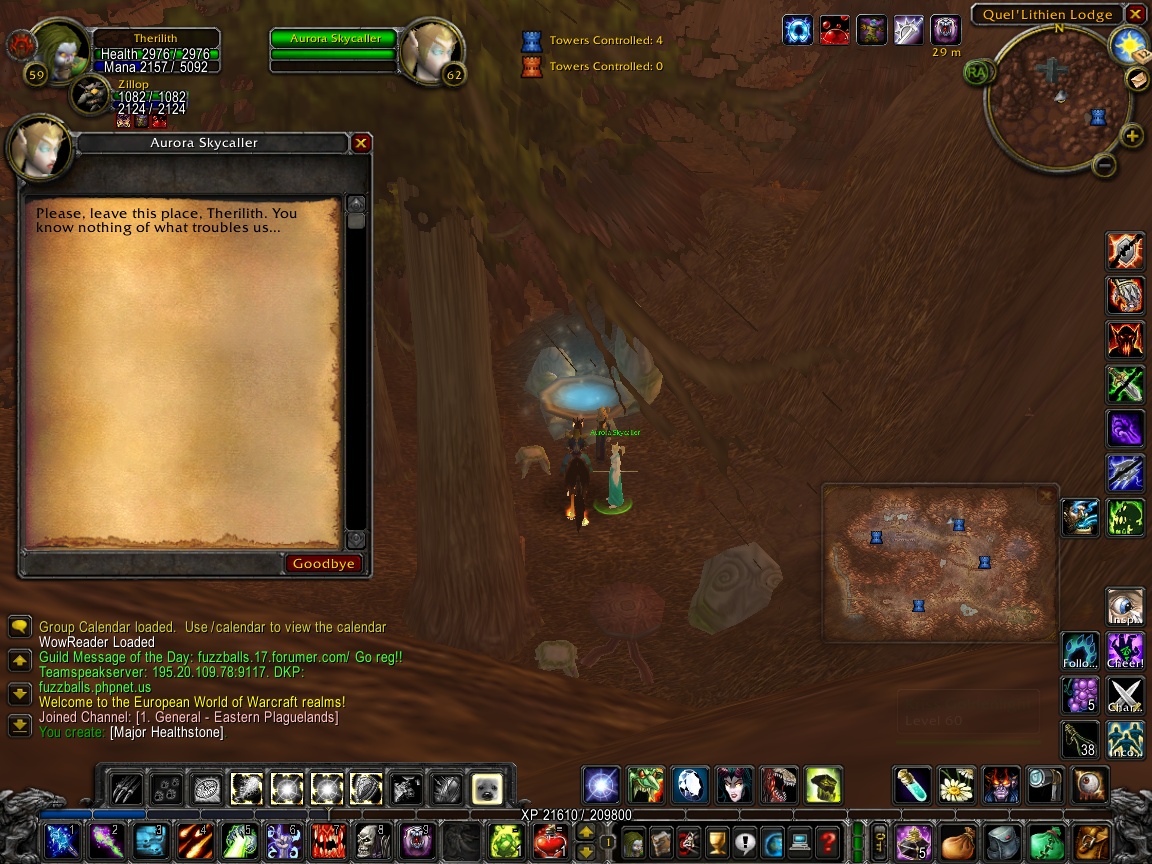 Therilith
Health 2976 / 2976
Mana 2157 / 5092
59
Zillop
1082 / 1082
2124 / 2124
Aurora Skycaller
62
Towers Controlled: 4
Towers Controlled: 0
29 m
Quel'Lithien Lodge
N
RA
Aurora Skycaller
Please, leave this place, Therilith. You
know nothing of what troubles us...
Goodbye
Aurora Skycaller
Group Calendar loaded. Use /calendar to view the calendar
WowReader Loaded
Guild Message of the Day: fuzzballs.17.forumer.com/ Go reg!!
Teamspeakserver: 195.20.109.78:9117. DKP:
fuzzballs.phpnet.us
Welcome to the European World of Warcraft realms!
Joined Channel: [1. General - Eastern Plaguelands]
You create: [Major Healthstone].
Level 60
Follo...
Cheer!
5
Char...
38
XP 21610 / 209800
1
2
3
4
5
6
7
8
9
1
5